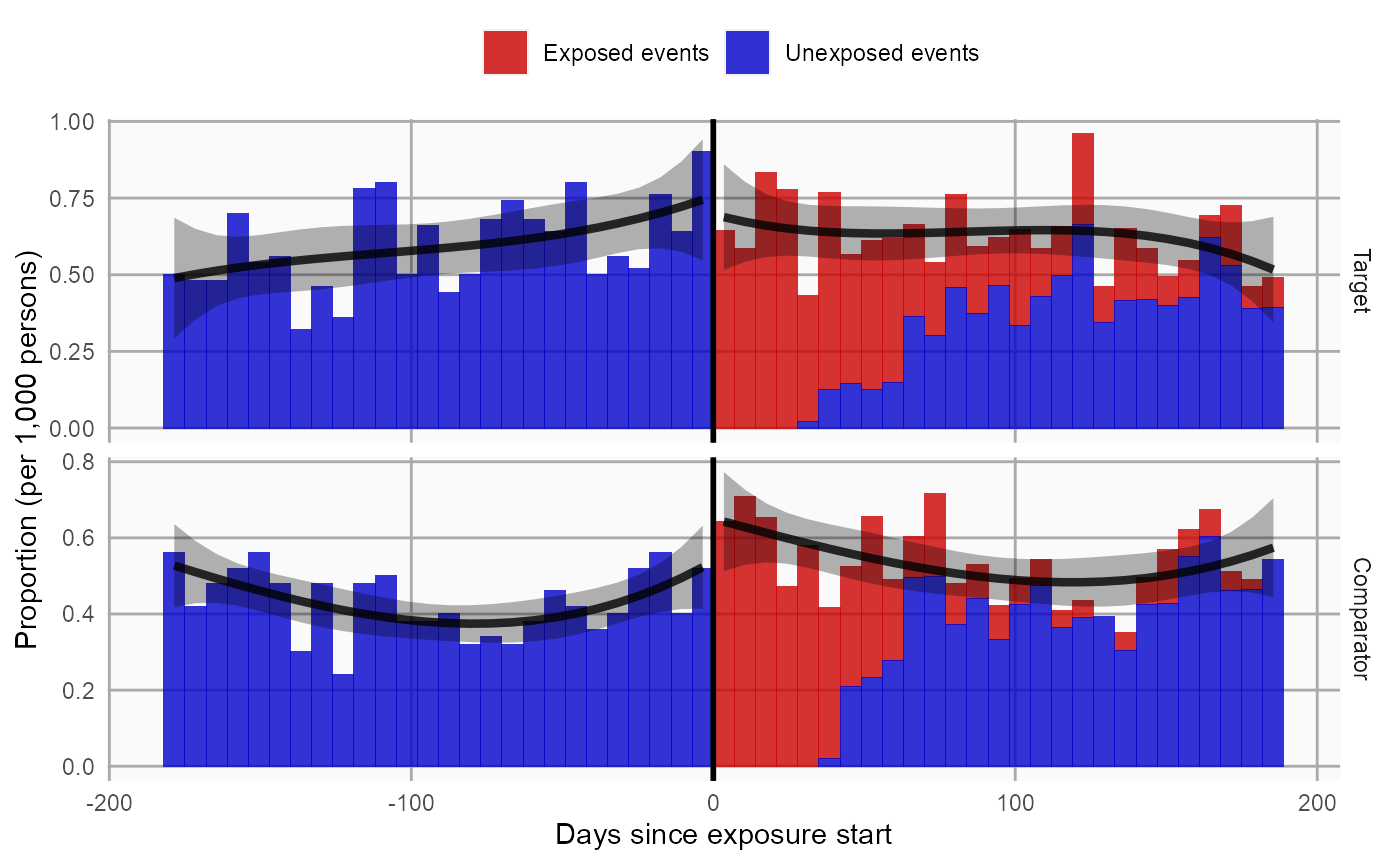 Exposed events
Unexposed events
Proportion (per 1,000 persons)
1.00
0.75
0.50
0.25
0.00
Target
0.8
0.6
0.4
0.2
0.0
Comparator
-200
-100
0
100
200
Days since exposure start